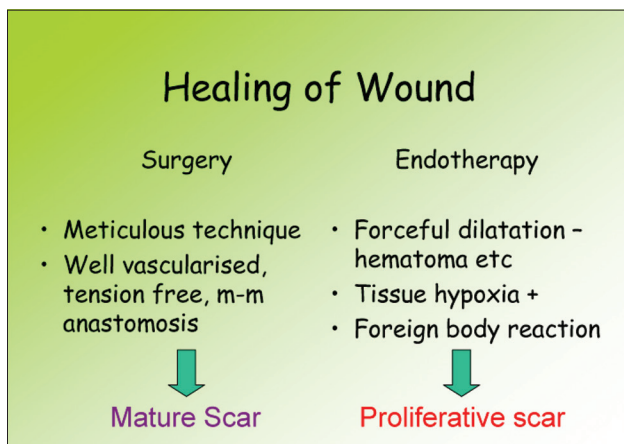 Healing of Wound
Surgery
• Meticulous technique
• Well vascularised,
tension free, m-m
anastomosis
Mature Scar
Endotherapy
• Forceful dilatation –
hematoma etc
• Tissue hypoxia +
• Foreign body reaction
Proliferative scar